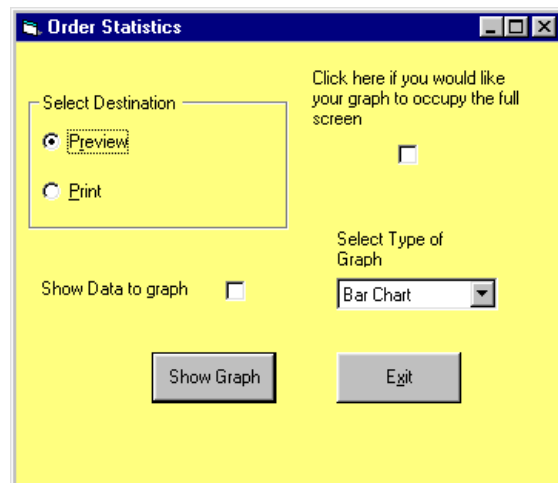 Order Statistics
Click here if you would like
your graph to occupy the full
screen
Select Destination
Preview
Print
Select Type of
Graph
Show Data to graph
Bar Chart
Show Graph
Exit